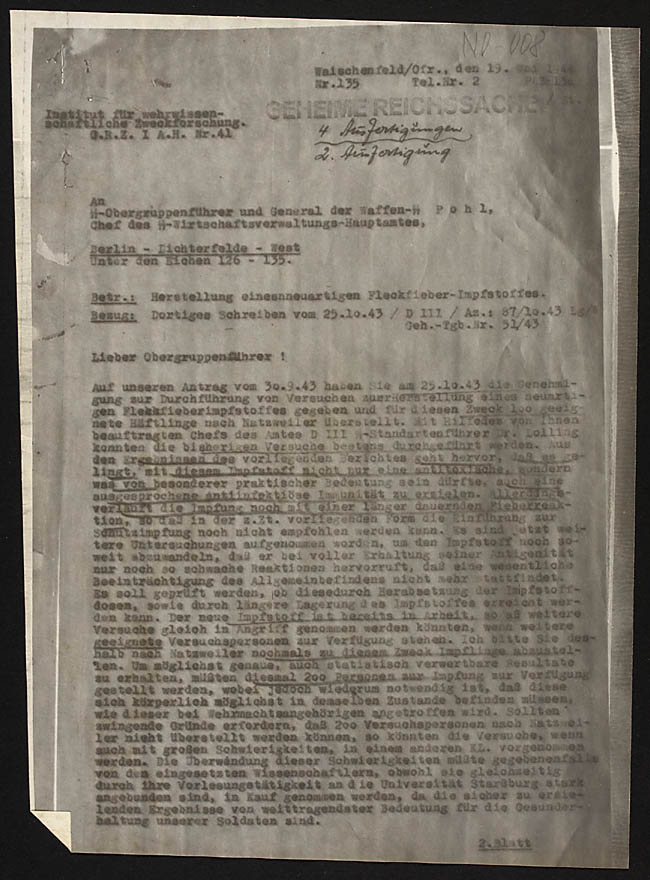 NO-008
Waischenfeld/Ofr., den 19. Mai 1944
Nr.135 Tel.Nr. 2
GEHEIME REICHSSACHE
Institut für wehrwissen-
schaftliche Zweckforschung.
G.R.Z. I A.H. Nr.41
4 Ausfertigungen
2. Ausfertigung
An
SS-Obergruppenführer und General der Waffen-SS P o h l,
Chef des SS-Wirtschaftsverwaltungs-Hauptamtes,
Berlin - Lichterfelde - West
Unter den Eichen 126 - 135.
Betr.: Herstellung einesnneuartigen Fleckfieber-Impfstoffes.
Bezug: Dortiges Schreiben vom 25.10.43 / D III / Az.: 87/10.43
Geh.-Tgb.Nr. 51/43
Lieber Obergruppenführer !
Auf unseren Antrag vom 30.9.43 haben Sie am 25.10.43 die Genehmi-
gung zur Durchführung von Versuchen zur Herstellung eines neuarti-
gen Fleckfieberimpfstoffes gegeben und für diesen Zweck 100 geeig-
nete Häftlinge nach Natzweiler überstellt. Mit Hilfe des von Ihnen
beauftragten Chefs des Amtes D III SS-Standartenführer Dr. Lolling
konnten die bisherigen Versuche bestens durchgeführt werden. Aus
den Ergebnissen des vorliegenden Berichtes geht hervor, daß es ge-
lingt, mit diesem Impfstoff nicht nur eine antitoxische, sondern
was von besonderer praktischer Bedeutung sein dürfte, auch eine
ausgesprochene antiinfektiöse Immunität zu erzielen. Allerdings
verläuft die Impfung noch mit einer länger dauernden Fieberreak-
tion, so daß in der z.Zt. vorliegenden Form die Einführung zur
Schutzimpfung noch nicht empfohlen werden kann. Es sind jetzt wei-
tere Untersuchungen aufgenommen worden, um den Impfstoff noch so-
weit abzuwandeln, daß er bei voller Erhaltung seiner Antigenität
nur noch so schwache Reaktionen hervorruft, daß eine wesentliche
Beeinträchtigung des Allgemeinbefindens nicht mehr stattfindet.
Es soll geprüft werden, ob diesedurch Herabsetzung der Impfstoff-
dosen, sowie durch längere Lagerung des Impfstoffes erreicht wer-
den kann. Der neue Impfstoff ist bereits in Arbeit, so daß weitere
Versuche gleich in Angriff genommen werden könnten, wenn weitere
geeignete Versuchspersonen zur Verfügung stehen. Ich bitte Sie des-
halb nach Natzweiler nochmals zu diesem Zweck Impflinge abzustel-
len. Um möglichst genaue, auch statistisch verwertbare Resultate
zu erhalten, müßten diesmal 200 Personen zur Impfung zur Verfügung
gestellt werden, wobei jedoch wiederum notwendig ist, daß diese
sich körperlich möglichst in demselben Zustande befinden müssen,
wie dieser bei Wehrmachtsangehörigen angetroffen wird. Sollten
zwingende Gründe erfordern, daß 200 Versuchspersonen nach Natzwei-
ler nicht überstellt werden können, so könnten die Versuche, wenn
auch mit großen Schwierigkeiten, in einem anderen KL. vorgenommen
werden. Die Überwindung dieser Schwierigkeiten müßte gegebenenfalls
von den eingesetzten Wissenschaftlern, obwohl sie gleichzeitig
durch ihre Vorlesungstätigkeit an die Universität Starßburg stark
angebunden sind, in Kauf genommen werden, da die sicher zu erzie-
lenden Ergebnisse von weittragendster Bedeutung für die Gesunder-
haltung unserer Soldaten sind.
2.Blatt